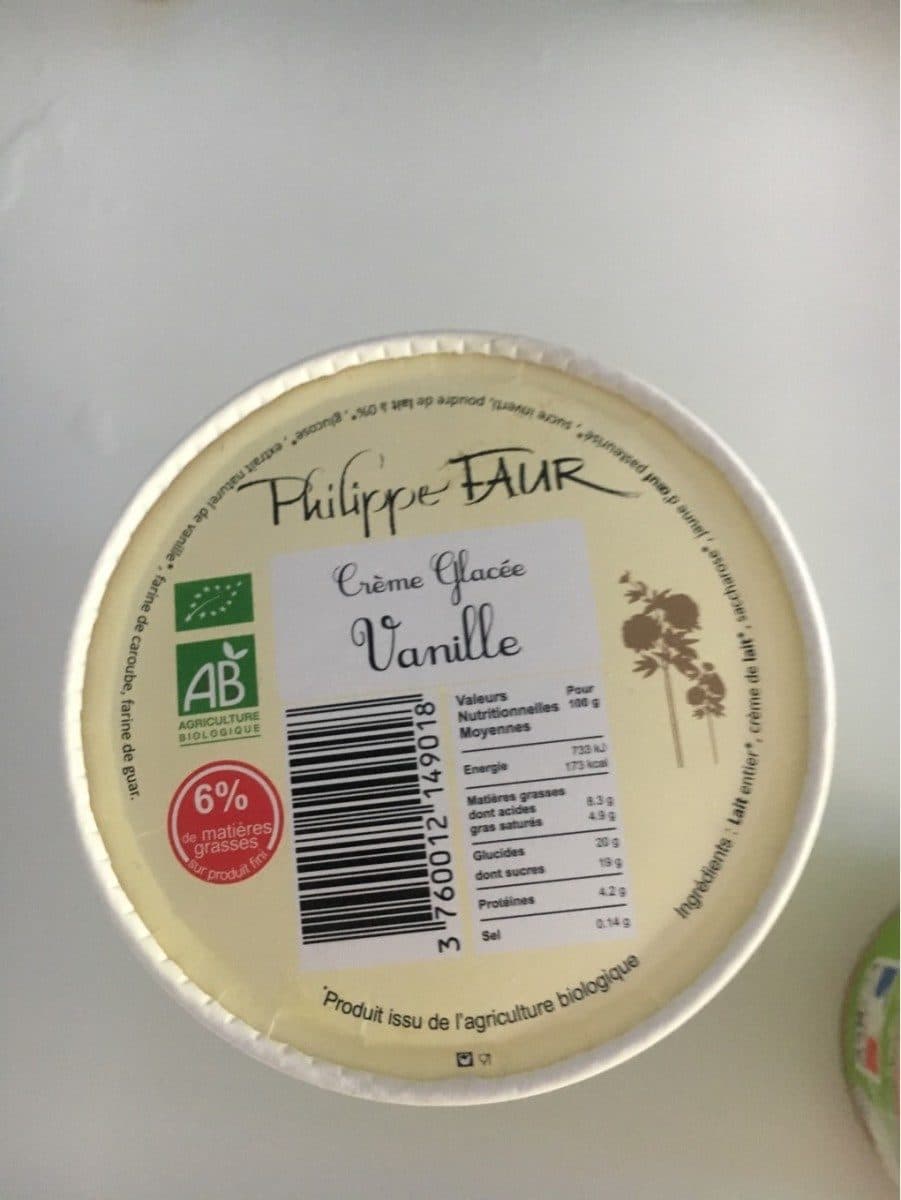 Philippe FAUR
Crème Glacée
Vanille
AB
AGRICULTURE
BIOLOGIQUE
6%
de matières
grasses
sur produit fini
3 760012 149018
Valeurs Pour
Nutritionnelles 100 g
Moyennes
733 kJ
Energie 173 kcal
Matières grasses 8.3 g
dont acides 4.9 g
gras saturés
Glucides 20 g
dont sucres 19 g
Protéines 4.2 g
Sel 0.14 g
Ingrédients : Lait entier*, crème de lait*, saccharose*, jaune d'œuf pasteurisé*, sucre inverti, poudre de lait à 0%*, glucose*, extrait naturel de vanille*, farine de caroube, farine de guar.
*Produit issu de l'agriculture biologique